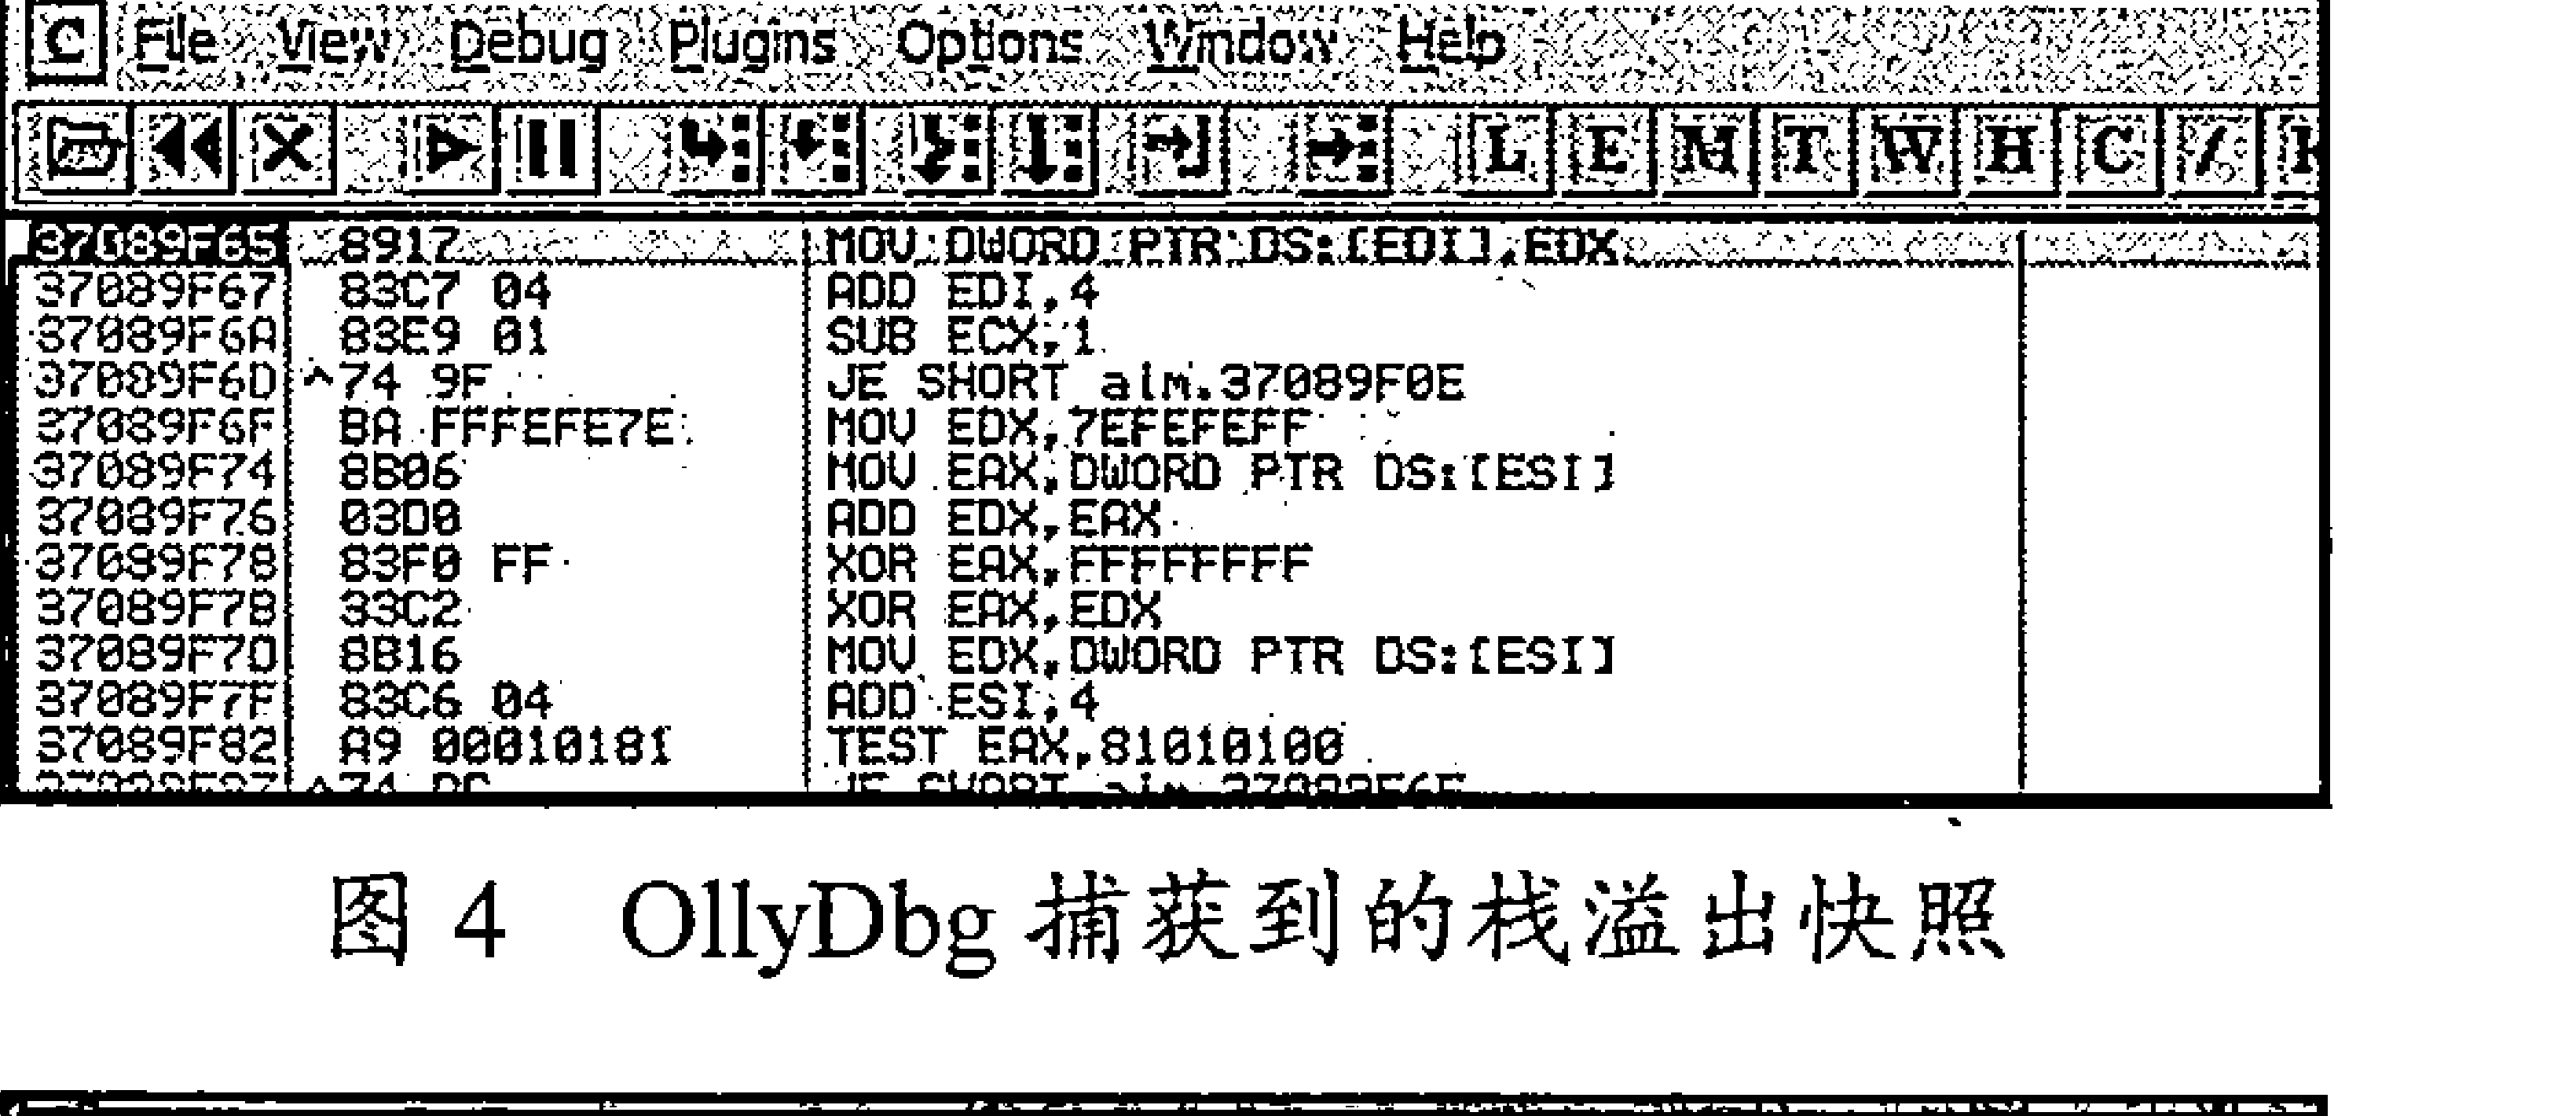 C File View Debug Plugins Options Window Help
L E M T W H C /
37089F65 8917 MOV DWORD PTR DS:[EDI],EDX
37089F67 83C7 04 ADD EDI,4
37089F6A 83E9 01 SUB ECX,1
37089F6D ^74 9F JE SHORT alm.37089F0E
37089F6F BA FFFEFE7E MOV EDX,7EFEFEFF
37089F74 8B06 MOV EAX,DWORD PTR DS:[ESI]
37089F76 03D0 ADD EDX,EAX
37089F78 83F0 FF XOR EAX,FFFFFFFF
37089F7B 33C2 XOR EAX,EDX
37089F7D 8B16 MOV EDX,DWORD PTR DS:[ESI]
37089F7F 83C6 04 ADD ESI,4
37089F82 A9 00010181 TEST EAX,81010100
JE SHORT alm.37089F6F
图 4 OllyDbg 捕获到的栈溢出快照